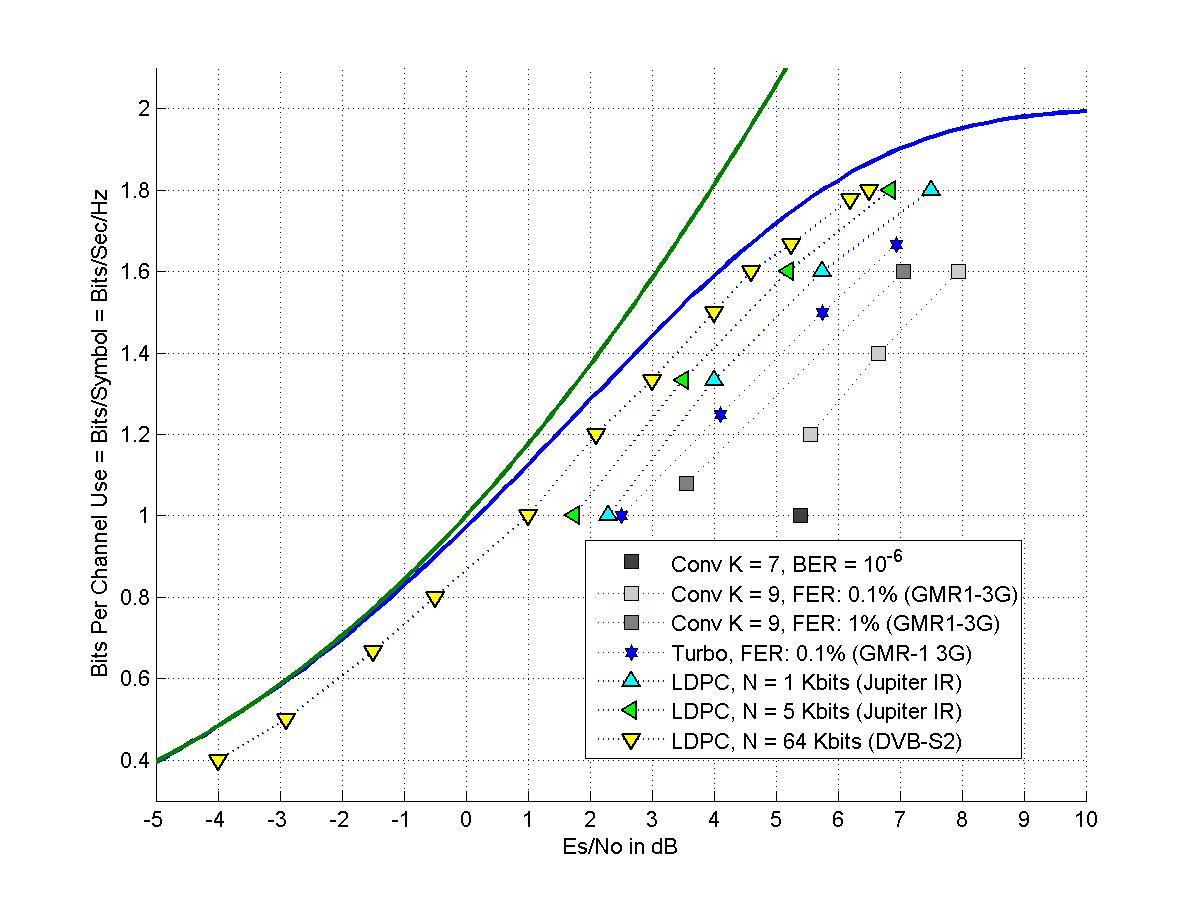 2
1.8
1.6
1.4
1.2
1
0.8
0.6
0.4
Bits Per Channel Use = Bits/Symbol = Bits/Sec/Hz
Conv K = 7, BER = 10^-6
Conv K = 9, FER: 0.1% (GMR1-3G)
Conv K = 9, FER: 1% (GMR1-3G)
Turbo, FER: 0.1% (GMR-1 3G)
LDPC, N = 1 Kbits (Jupiter IR)
LDPC, N = 5 Kbits (Jupiter IR)
LDPC, N = 64 Kbits (DVB-S2)
-5 -4 -3 -2 -1 0 1 2 3 4 5 6 7 8 9 10
Es/No in dB